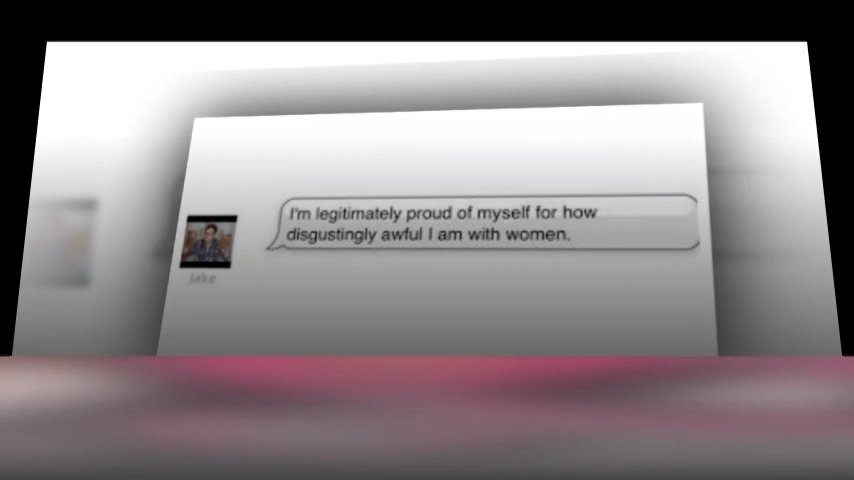 I'm legitimately proud of myself for how
disgustingly awful I am with women.
Jake